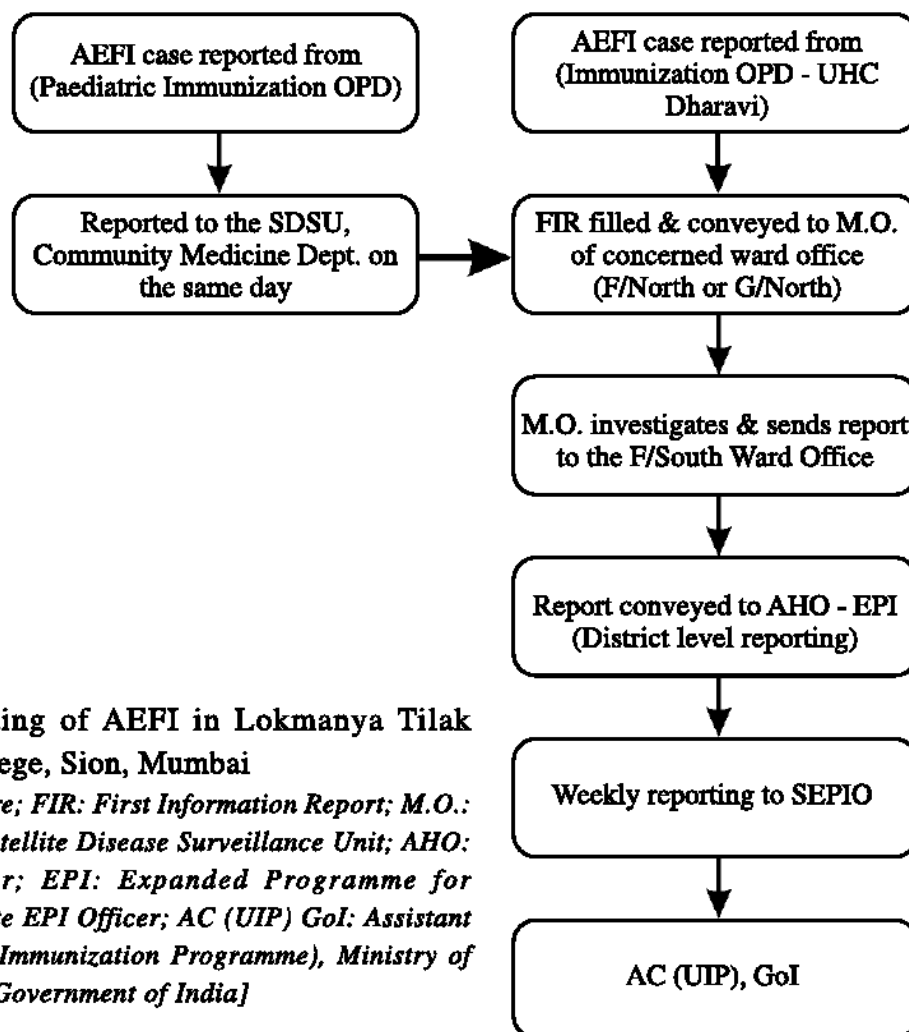 AEFI case reported from
(Paediatric Immunization OPD)
AEFI case reported from
(Immunization OPD - UHC
Dharavi)
Reported to the SDSU,
Community Medicine Dept. on
the same day
FIR filled & conveyed to M.O.
of concerned ward office
(F/North or G/North)
M.O. investigates & sends report
to the F/South Ward Office
Report conveyed to AHO - EPI
(District level reporting)
Weekly reporting to SEPIO
AC (UIP), GoI
ing of AEFI in Lokmanya Tilak
ege, Sion, Mumbai
re; FIR: First Information Report; M.O.:
tellite Disease Surveillance Unit; AHO:
r; EPI: Expanded Programme for
te EPI Officer; AC (UIP) GoI: Assistant
Immunization Programme), Ministry of
Government of India]